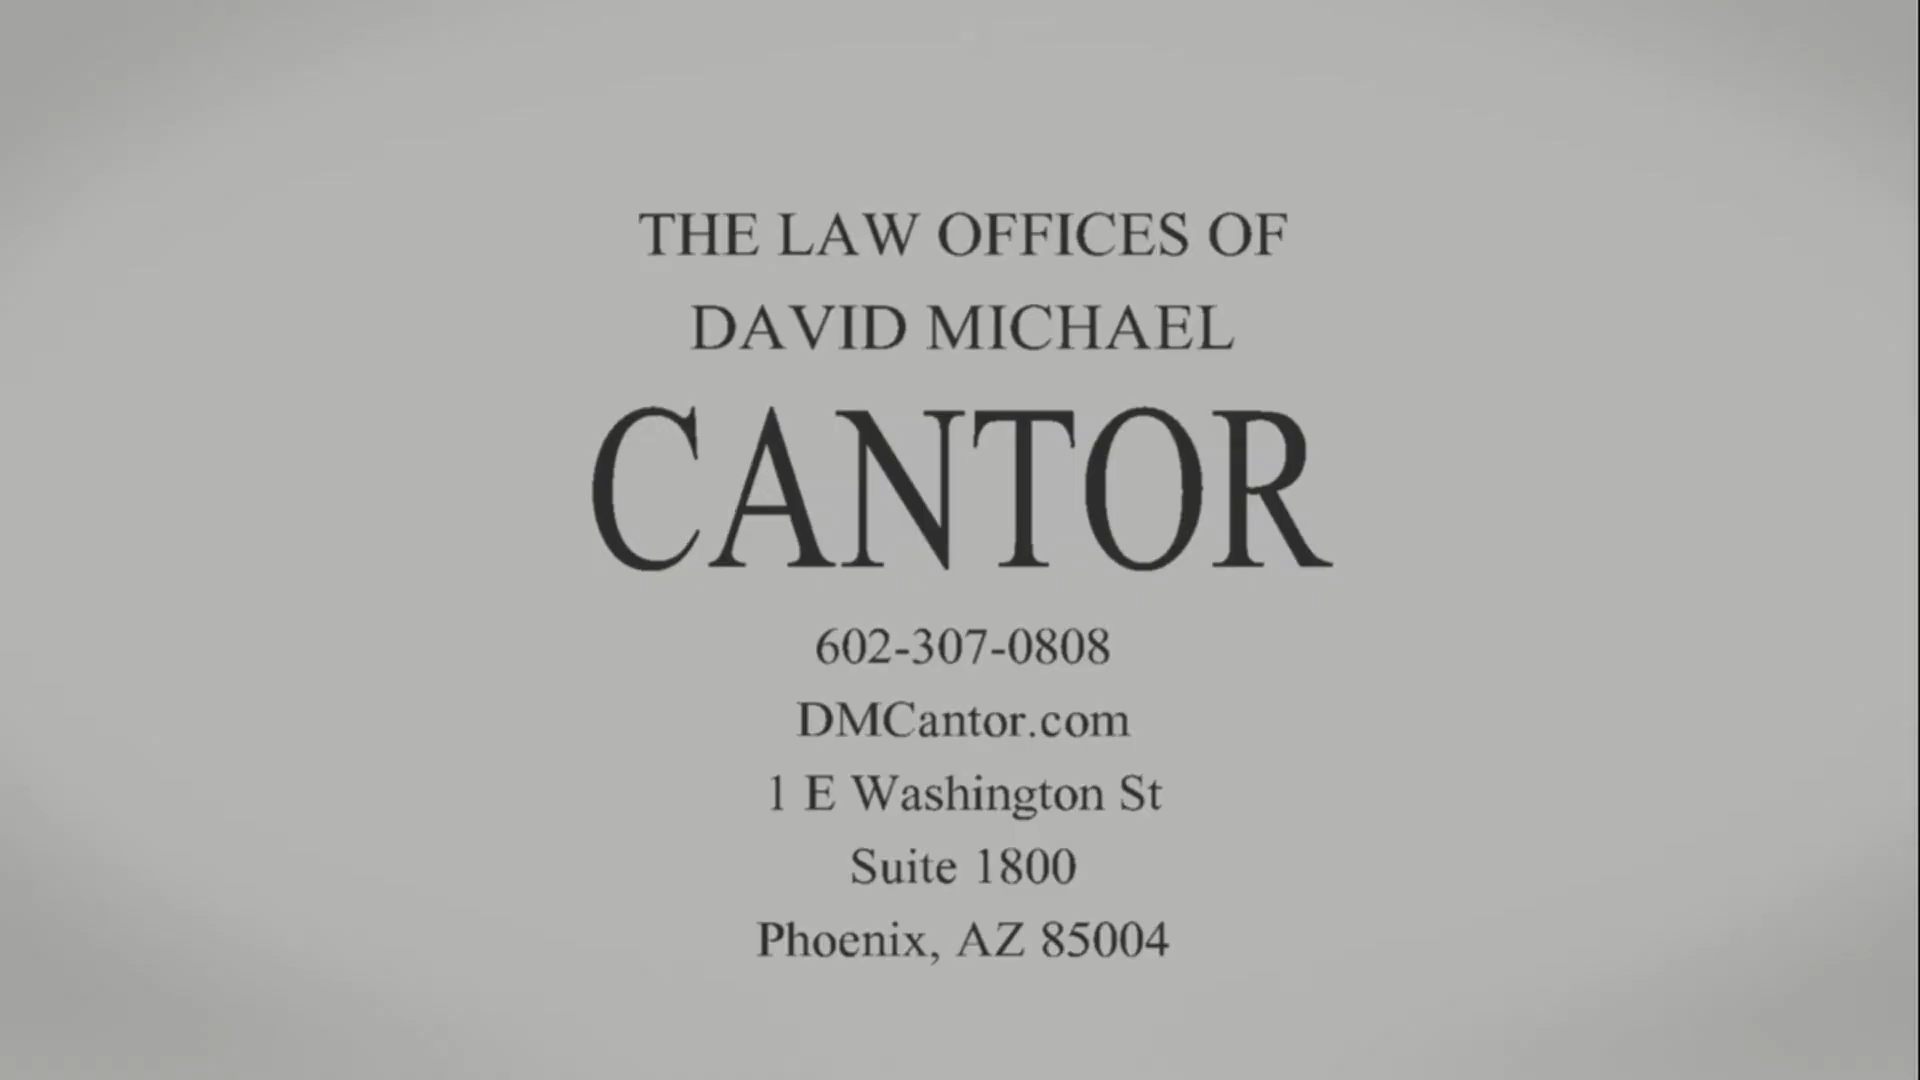 THE LAW OFFICES OF
DAVID MICHAEL
CANTOR
602-307-0808
DMCantor.com
1 E Washington St
Suite 1800
Phoenix, AZ 85004